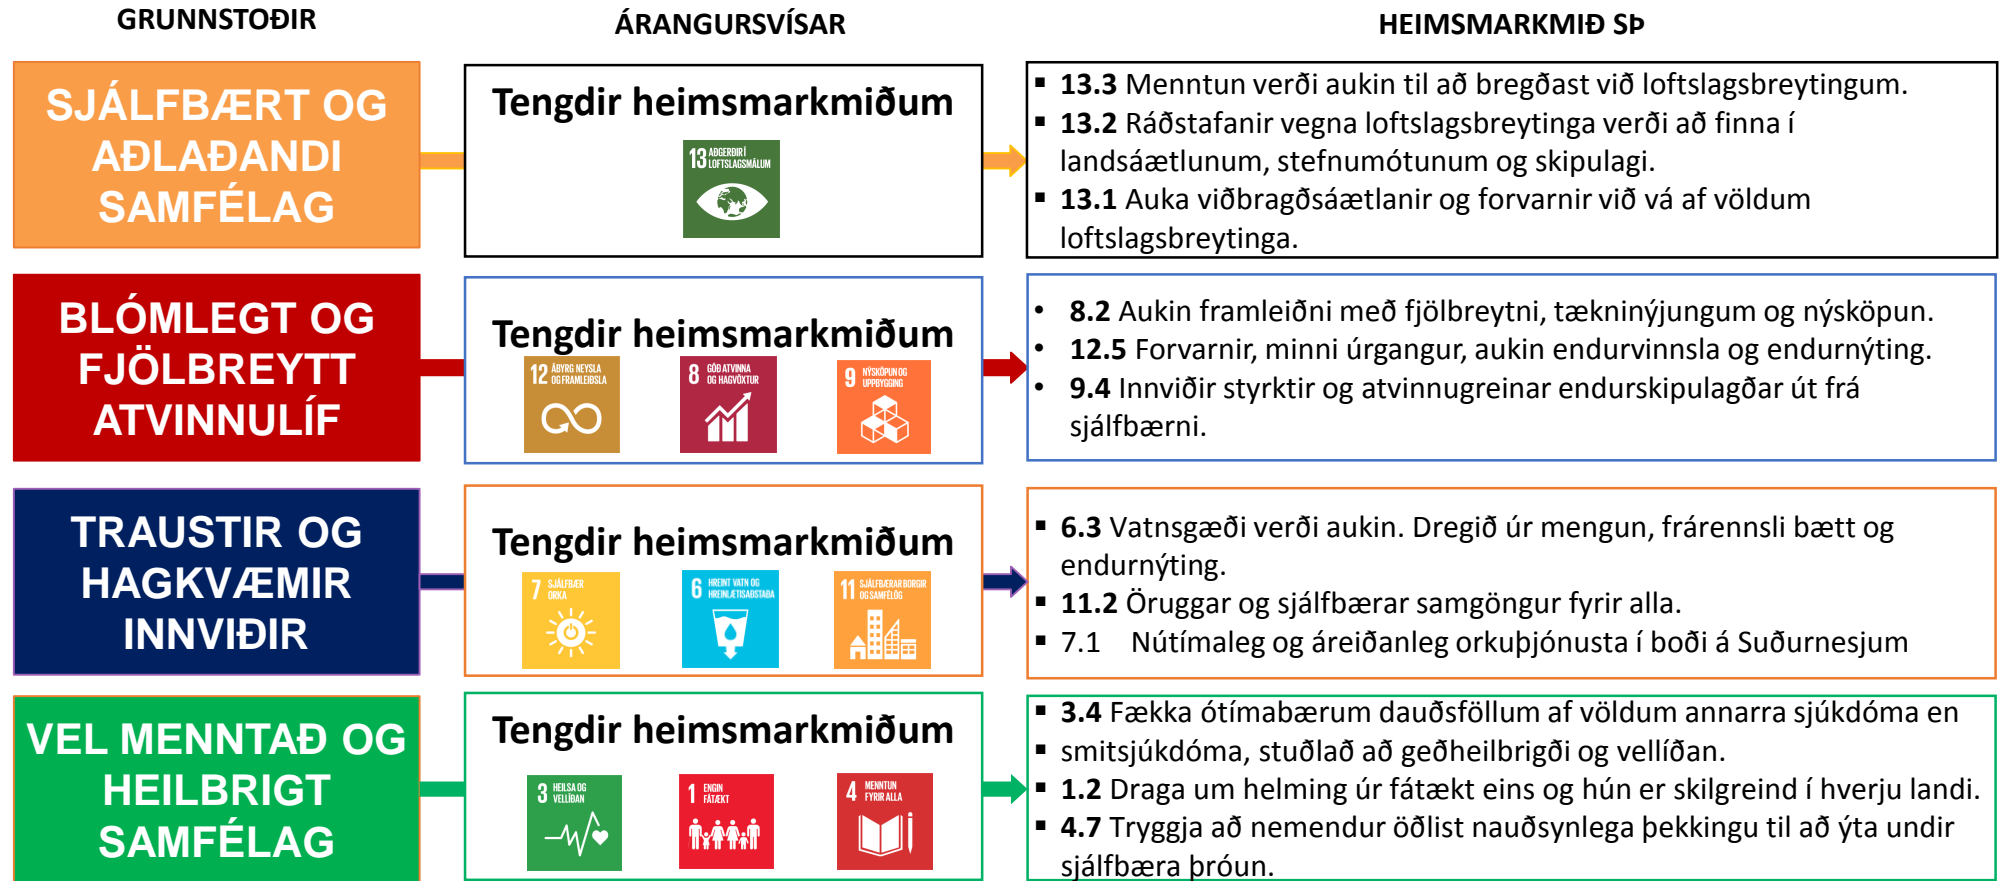 GRUNNSTOÐIR
ÁRANGURSVÍSAR
HEIMSMARKMIÐ SÞ
SJÁLFBÆRT OG
AÐLAÐANDI
SAMFÉLAG
Tengdir heimsmarkmiðum
13 AÐGERÐIR Í
LOFTSLAGSMÁLUM
▪ 13.3 Menntun verði aukin til að bregðast við loftslagsbreytingum.
▪ 13.2 Ráðstafanir vegna loftslagsbreytinga verði að finna í
landsáætlunum, stefnumótunum og skipulagi.
▪ 13.1 Auka viðbragðsáætlanir og forvarnir við vá af völdum
loftslagsbreytinga.
BLÓMLEGT OG
FJÖLBREYTT
ATVINNULÍF
Tengdir heimsmarkmiðum
12 ÁBYRG NEYSLA
OG FRAMLEIÐSLA
8 GÓÐ ATVINNA
OG HAGVÖXTUR
9 NÝSKÖPUN OG
UPPBYGGING
• 8.2 Aukin framleiðni með fjölbreytni, tækninýjungum og nýsköpun.
• 12.5 Forvarnir, minni úrgangur, aukin endurvinnsla og endurnýting.
• 9.4 Innviðir styrktir og atvinnugreinar endurskipulagðar út frá
sjálfbærni.
TRAUSTIR OG
HAGKVÆMIR
INNVIÐIR
Tengdir heimsmarkmiðum
7 SJÁLFBÆR
ORKA
6 HREINT VATN OG
HREINLÆTISAÐSTAÐA
11 SJÁLFBÆRAR BORGIR
OG SAMFÉLÖG
▪ 6.3 Vatnsgæði verði aukin. Dregið úr mengun, frárennsli bætt og
endurnýting.
▪ 11.2 Öruggar og sjálfbærar samgöngur fyrir alla.
▪ 7.1 Nútímaleg og áreiðanleg orkuþjónusta í boði á Suðurnesjum
VEL MENNTAÐ OG
HEILBRIGT
SAMFÉLAG
Tengdir heimsmarkmiðum
3 HEILSA OG
VELLÍÐAN
1 ENGIN
FÁTÆKT
4 MENNTUN
FYRIR ALLA
▪ 3.4 Fækka ótímabærum dauðsföllum af völdum annarra sjúkdóma en
▪ smitsjúkdóma, stuðlað að geðheilbrigði og vellíðan.
▪ 1.2 Draga um helming úr fátækt eins og hún er skilgreind í hverju landi.
▪ 4.7 Tryggja að nemendur öðlist nauðsynlega þekkingu til að ýta undir
sjálfbæra þróun.